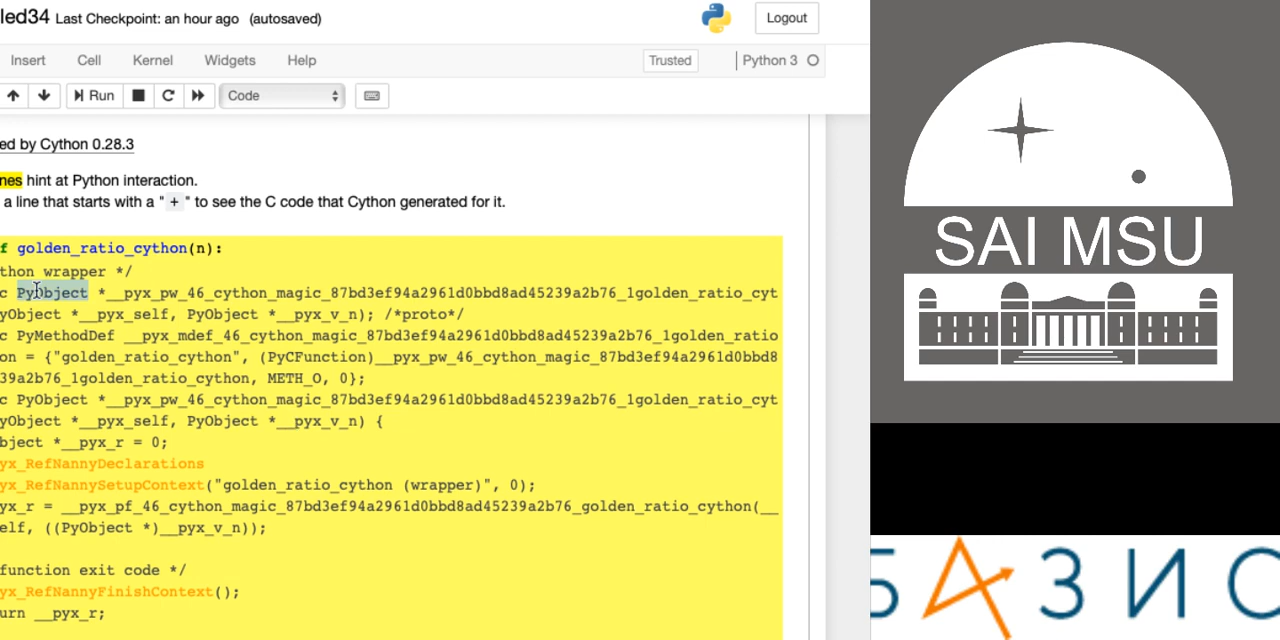 led34 Last Checkpoint: an hour ago (autosaved)
Logout
Insert Cell Kernel Widgets Help
Trusted
Python 3
Run
Code
ed by Cython 0.28.3
nes hint at Python interaction.
a line that starts with a "+" to see the C code that Cython generated for it.
f golden_ratio_cython(n):
thon wrapper */
c PyObject *__pyx_pw_46_cython_magic_87bd3ef94a2961d0bbd8ad45239a2b76_1golden_ratio_cyt
yObject *__pyx_self, PyObject *__pyx_v_n); /*proto*/
c PyMethodDef __pyx_mdef_46_cython_magic_87bd3ef94a2961d0bbd8ad45239a2b76_1golden_ratio
on = {"golden_ratio_cython", (PyCFunction)__pyx_pw_46_cython_magic_87bd3ef94a2961d0bbd8
39a2b76_1golden_ratio_cython, METH_O, 0};
c PyObject *__pyx_pw_46_cython_magic_87bd3ef94a2961d0bbd8ad45239a2b76_1golden_ratio_cyt
yObject *__pyx_self, PyObject *__pyx_v_n) {
bject *__pyx_r = 0;
yx_RefNannyDeclarations
yx_RefNannySetupContext("golden_ratio_cython (wrapper)", 0);
yx_r = __pyx_pf_46_cython_magic_87bd3ef94a2961d0bbd8ad45239a2b76_golden_ratio_cython(__
elf, ((PyObject *)__pyx_v_n));
function exit code */
yx_RefNannyFinishContext();
urn __pyx_r;
SAI MSU
БАЗИС